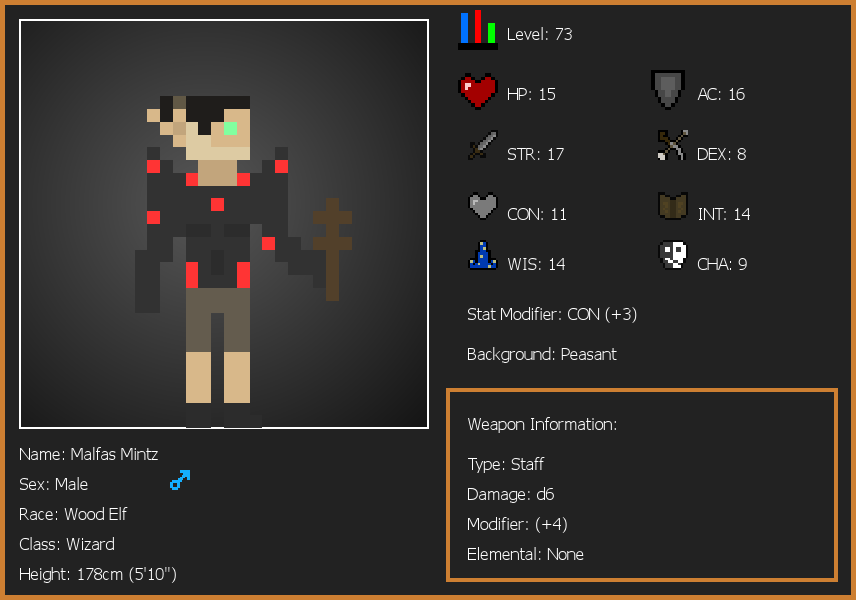 Level: 73
HP: 15
AC: 16
STR: 17
DEX: 8
CON: 11
INT: 14
WIS: 14
CHA: 9
Stat Modifier: CON (+3)
Background: Peasant
Weapon Information:
Type: Staff
Damage: d6
Modifier: (+4)
Elemental: None
Name: Malfas Mintz
Sex: Male
Race: Wood Elf
Class: Wizard
Height: 178cm (5'10")